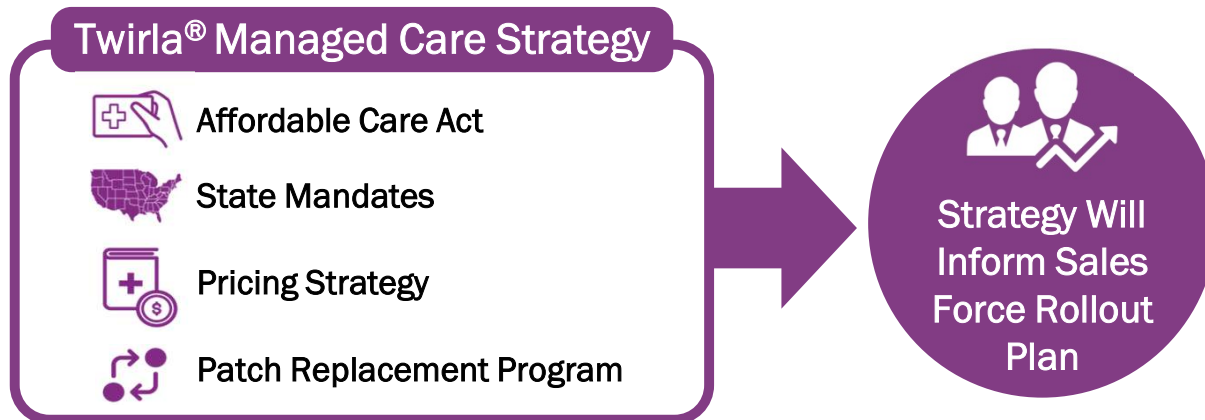 Twirla® Managed Care Strategy
Affordable Care Act
State Mandates
Pricing Strategy
$
Patch Replacement Program
Strategy Will
Inform Sales
Force Rollout
Plan